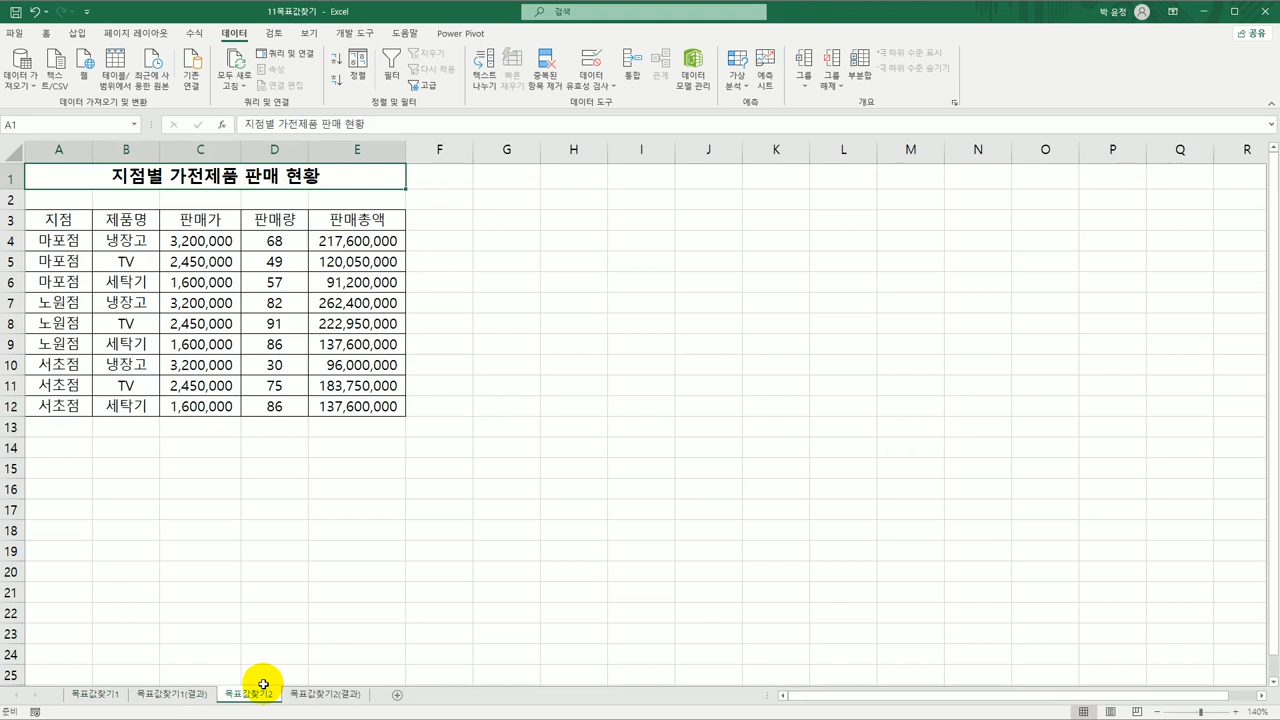 11목표값찾기 - Excel
검색
박 윤정
파일 홈 삽입 페이지 레이아웃 수식 데이터 검토 보기 개발 도구 도움말 Power Pivot
공유
데이터 가져오기
텍스트/CSV
웹
테이블/범위에서
최근에 사용한 원본
기존 연결
데이터 가져오기 및 변환
모두 새로 고침
쿼리 및 연결
속성
연결 편집
쿼리 및 연결
정렬
필터
지우기
다시 적용
고급
정렬 및 필터
텍스트 나누기
빠른 채우기
중복된 항목 제거
데이터 유효성 검사
통합
관계
데이터 모델 관리
데이터 도구
가상 분석
예측 시트
예측
그룹
그룹 해제
부분합
하위 수준 표시
하위 수준 숨기기
개요
A1
fx
지점별 가전제품 판매 현황
A B C D E F G H I J K L M N O P Q R
1 지점별 가전제품 판매 현황
2
3 지점 제품명 판매가 판매량 판매총액
4 마포점 냉장고 3,200,000 68 217,600,000
5 마포점 TV 2,450,000 49 120,050,000
6 마포점 세탁기 1,600,000 57 91,200,000
7 노원점 냉장고 3,200,000 82 262,400,000
8 노원점 TV 2,450,000 91 222,950,000
9 노원점 세탁기 1,600,000 86 137,600,000
10 서초점 냉장고 3,200,000 30 96,000,000
11 서초점 TV 2,450,000 75 183,750,000
12 서초점 세탁기 1,600,000 86 137,600,000
13
14
15
16
17
18
19
20
21
22
23
24
25
목표값찾기1 목표값찾기1(결과) 목표값찾기2 목표값찾기2(결과)
준비
140%